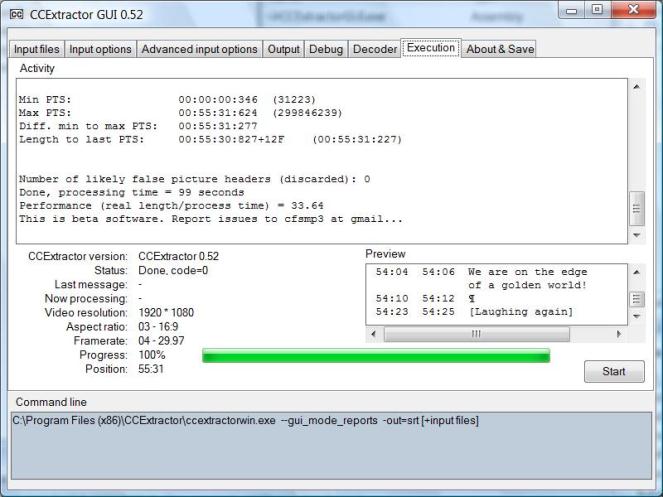 CCExtractor GUI 0.52
Input files Input options Advanced input options Output Debug Decoder Execution About & Save
Activity
Min PTS: 00:00:00:346 (31223)
Max PTS: 00:55:31:624 (299846239)
Diff. min to max PTS: 00:55:31:277
Length to last PTS: 00:55:30:827+12F (00:55:31:227)
Number of likely false picture headers (discarded): 0
Done, processing time = 99 seconds
Performance (real length/process time) = 33.64
This is beta software. Report issues to cfsmp3 at gmail...
CCExtractor version: CCExtractor 0.52
Status: Done, code=0
Last message: -
Now processing: -
Video resolution: 1920 * 1080
Aspect ratio: 03 - 16:9
Framerate: 04 - 29.97
Progress: 100%
Position: 55:31
Preview
54:04 54:06 We are on the edge
of a golden world!
54:10 54:12 ¶
54:23 54:25 [Laughing again]
Start
Command line
C:\Program Files (x86)\CCExtractor\ccextractorwin.exe --gui_mode_reports -out=srt [+input files]